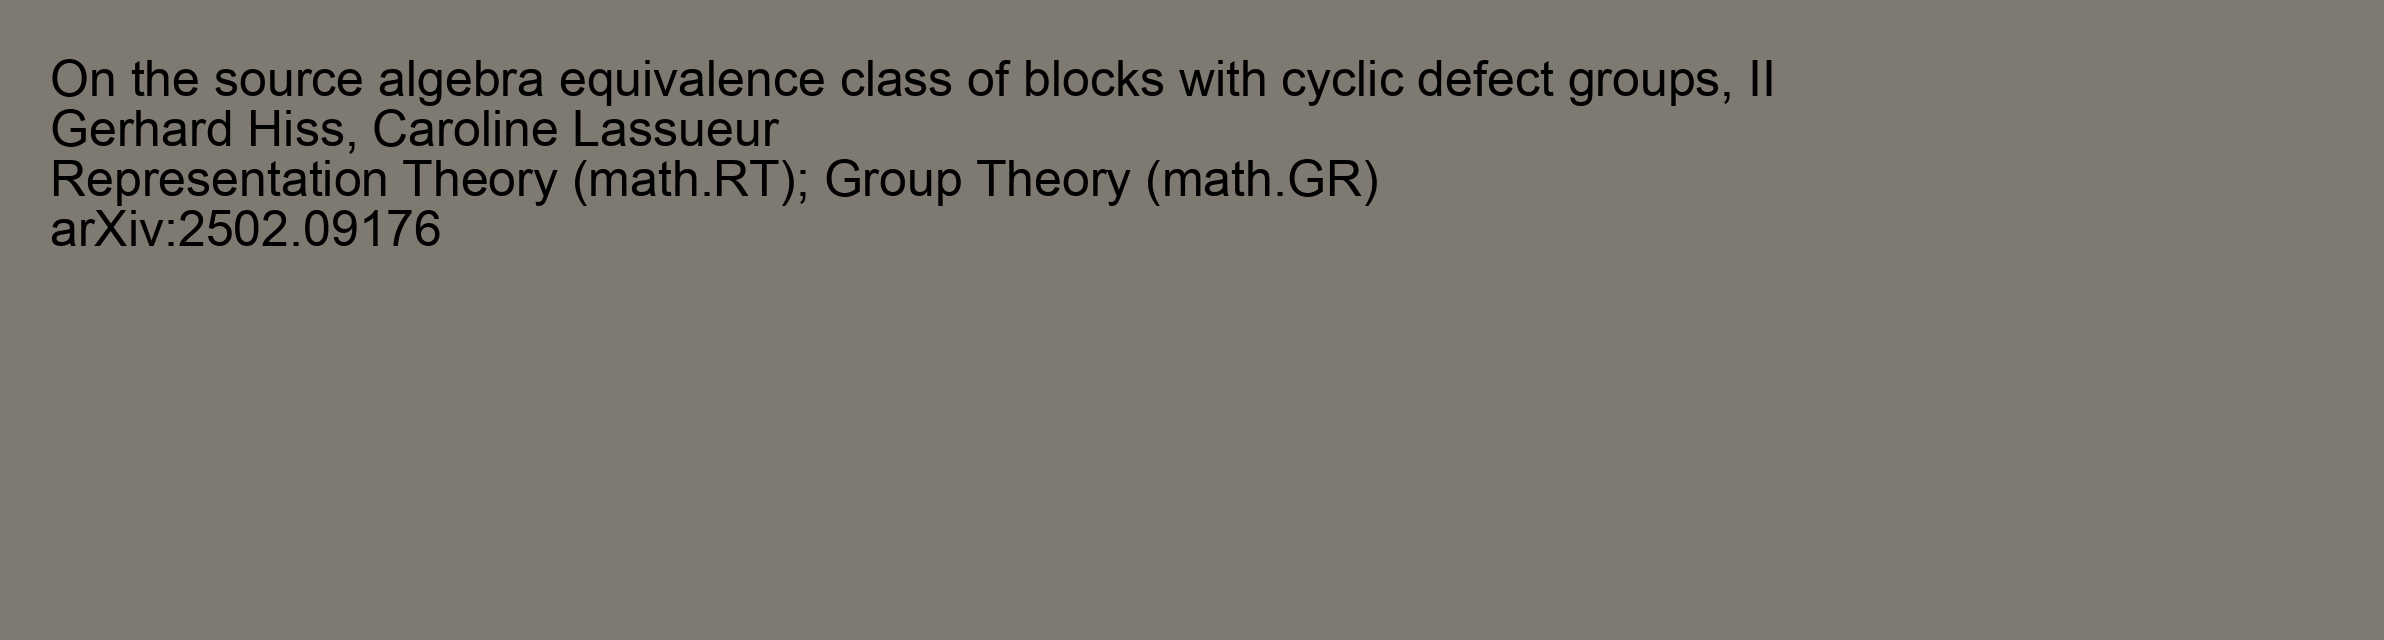 On the source algebra equivalence class of blocks with cyclic defect groups, II
Gerhard Hiss, Caroline Lassueur
Representation Theory (math.RT); Group Theory (math.GR)
arXiv:2502.09176